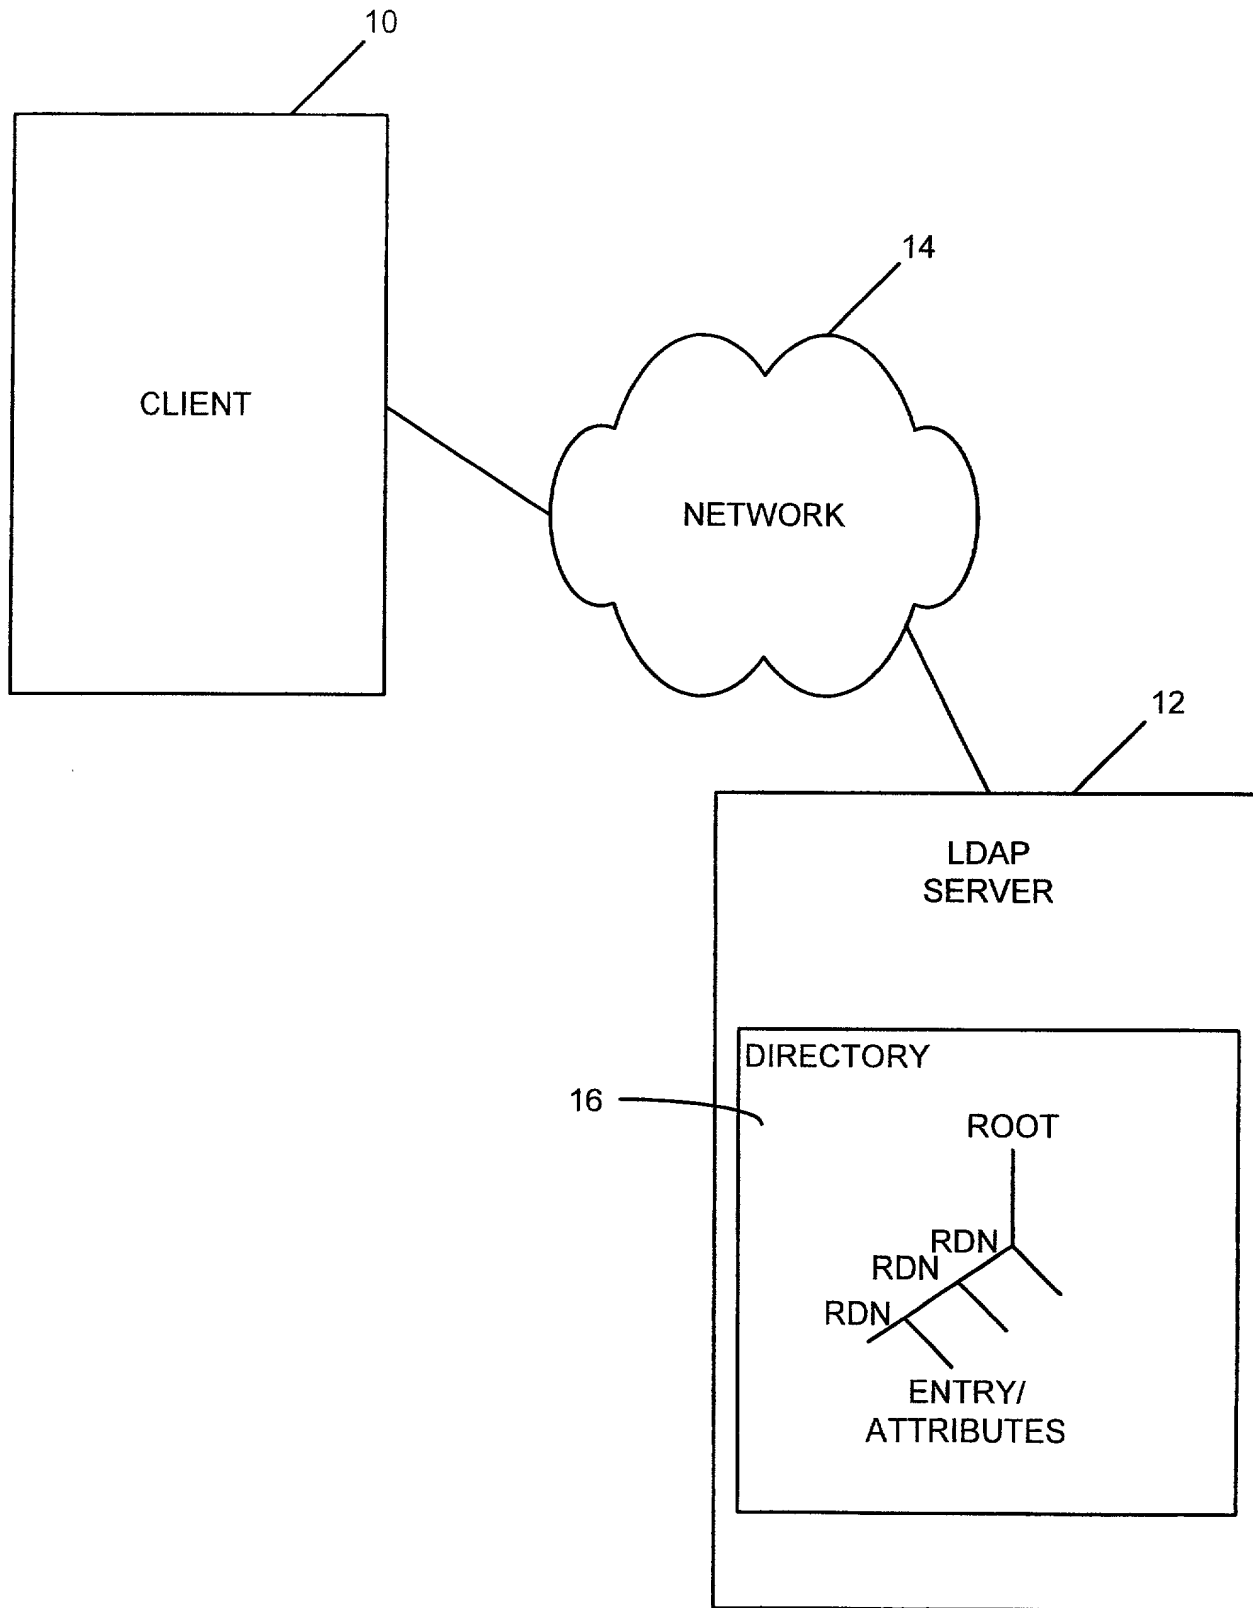 10
14
CLIENT
NETWORK
12
LDAP
SERVER
DIRECTORY
16
ROOT
RDN
RDN
RDN
ENTRY/
ATTRIBUTES